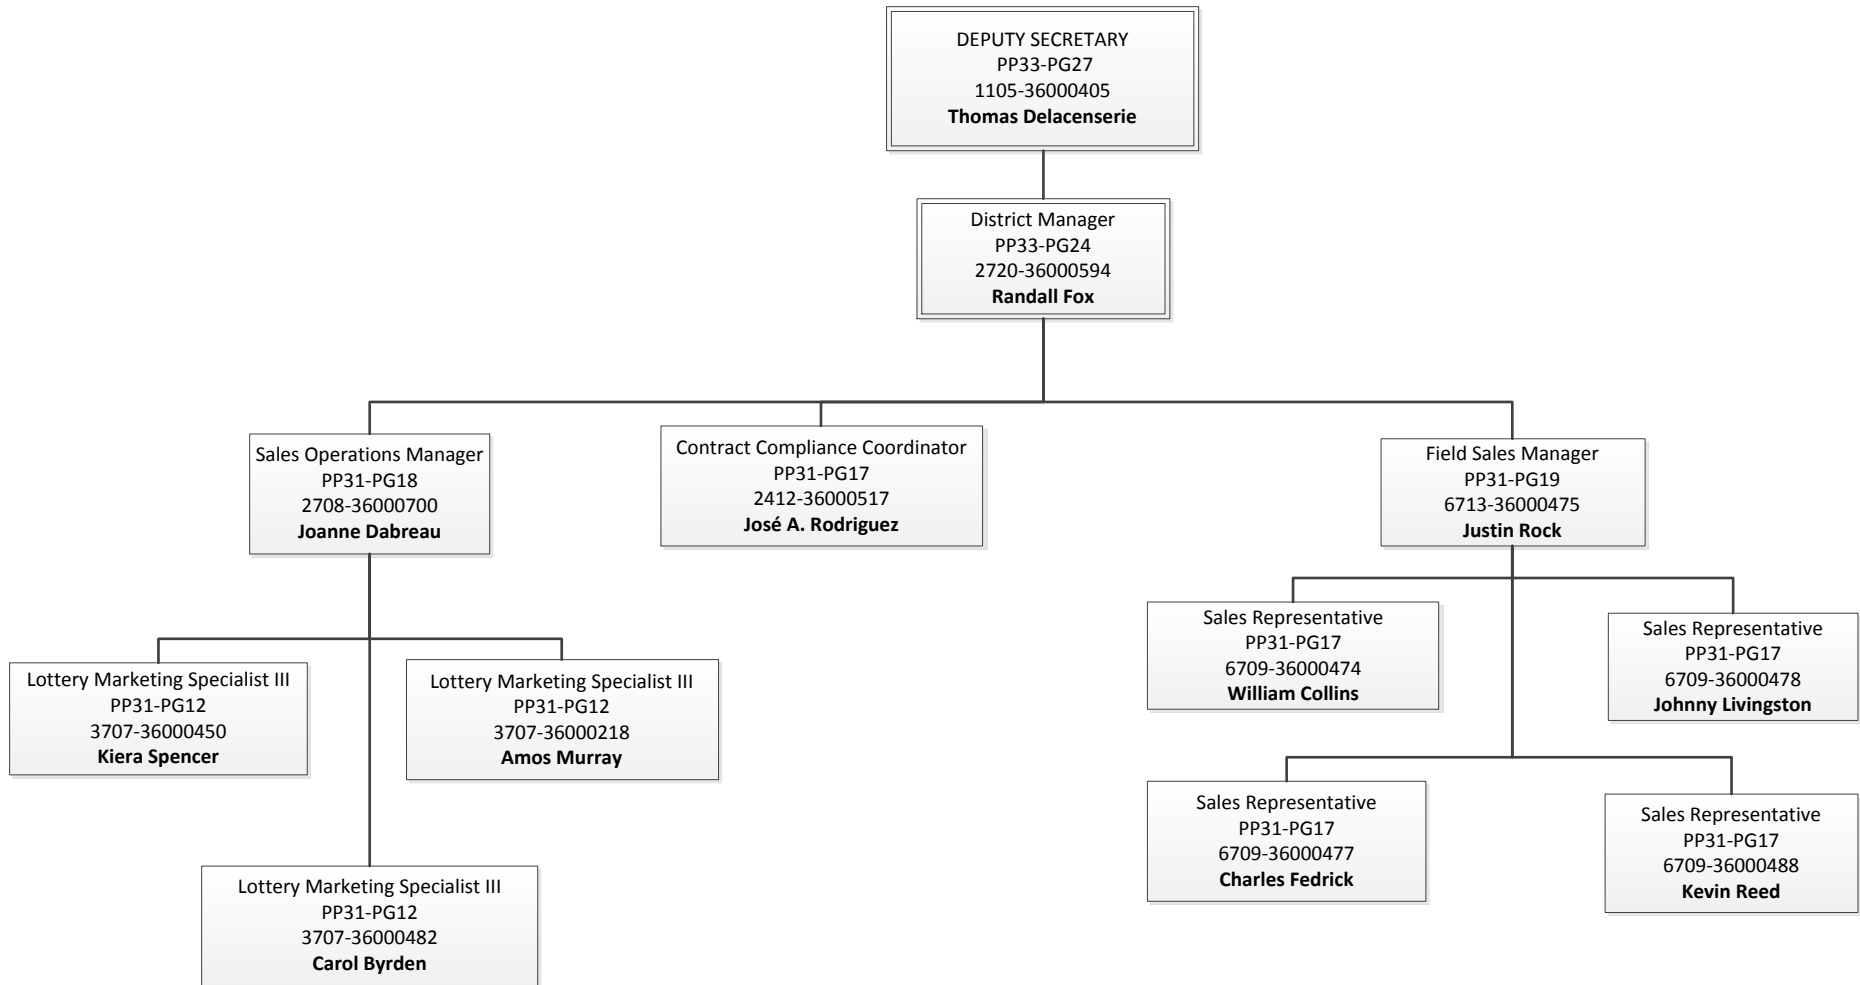 DEPUTY SECRETARY
PP33-PG27
1105-36000405
Thomas Delacenserie
District Manager
PP33-PG24
2720-36000594
Randall Fox
Sales Operations Manager
PP31-PG18
2708-36000700
Joanne Dabreau
Contract Compliance Coordinator
PP31-PG17
2412-36000517
José A. Rodriguez
Field Sales Manager
PP31-PG19
6713-36000475
Justin Rock
Lottery Marketing Specialist III
PP31-PG12
3707-36000450
Kiera Spencer
Lottery Marketing Specialist III
PP31-PG12
3707-36000218
Amos Murray
Lottery Marketing Specialist III
PP31-PG12
3707-36000482
Carol Byrden
Sales Representative
PP31-PG17
6709-36000474
William Collins
Sales Representative
PP31-PG17
6709-36000478
Johnny Livingston
Sales Representative
PP31-PG17
6709-36000477
Charles Fedrick
Sales Representative
PP31-PG17
6709-36000488
Kevin Reed